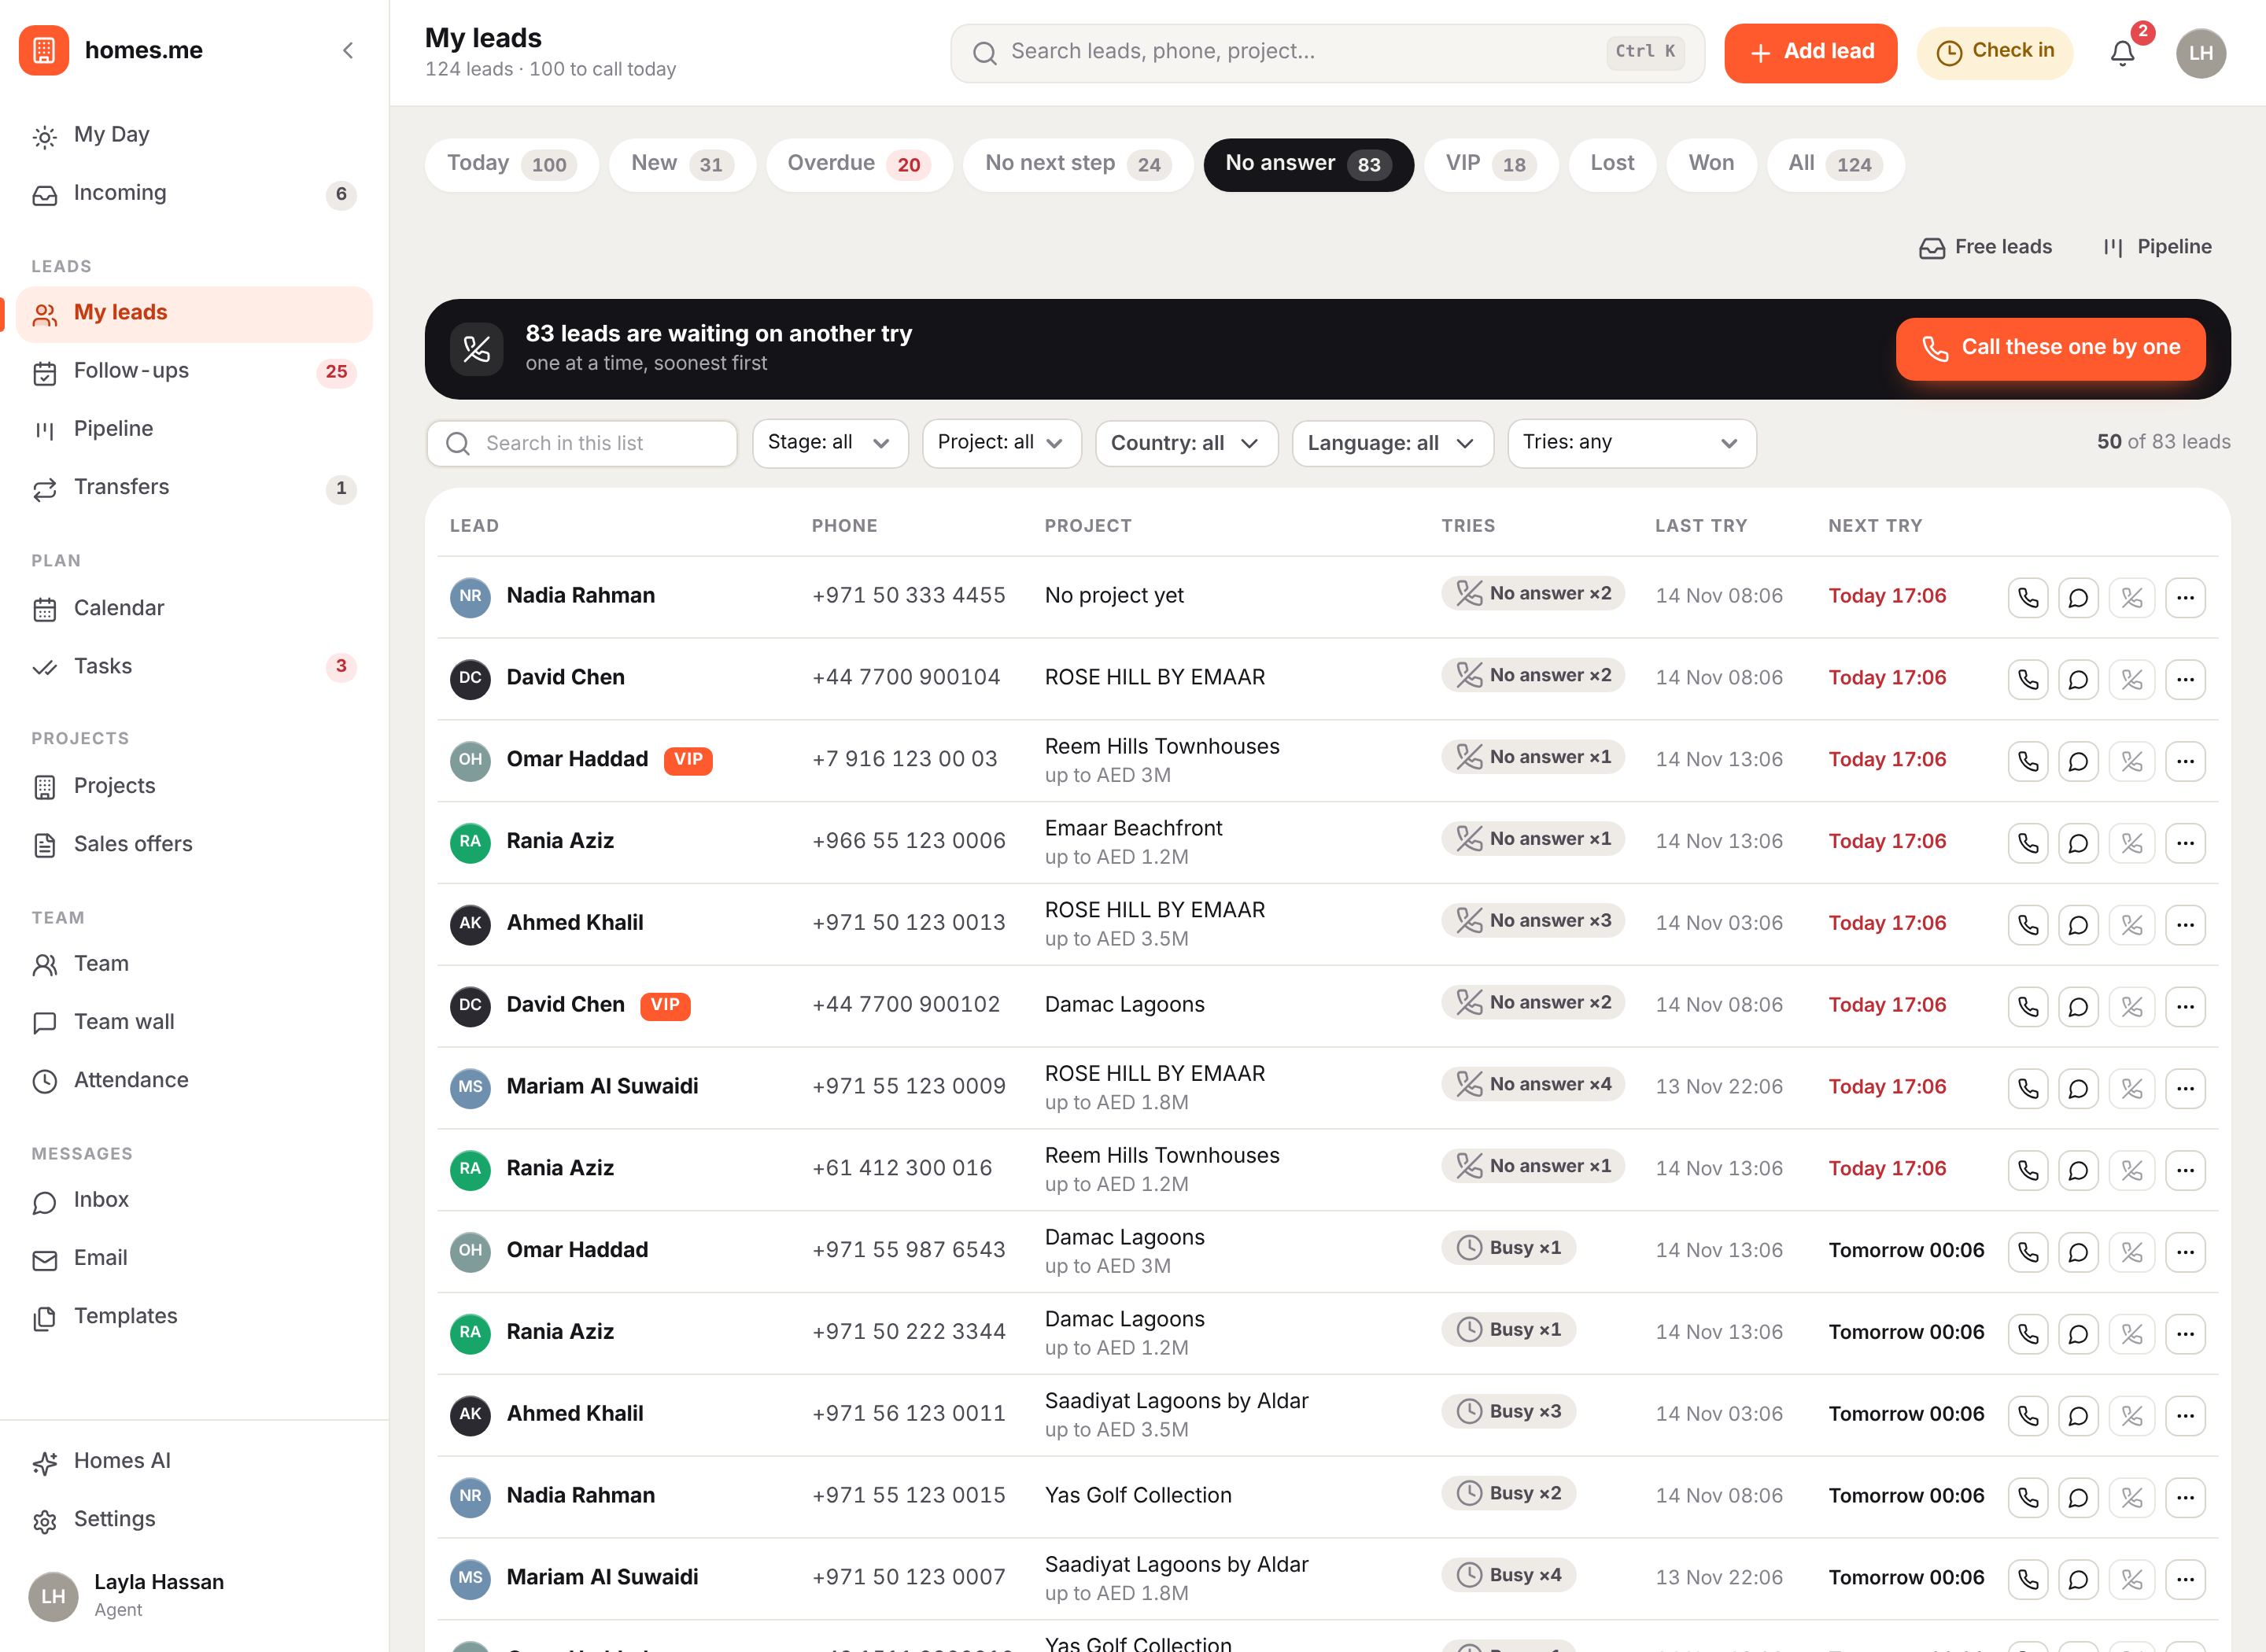 homes.me
My Day
Incoming 6
LEADS
My leads
Follow-ups 25
Pipeline
Transfers 1
PLAN
Calendar
Tasks 3
PROJECTS
Projects
Sales offers
TEAM
Team
Team wall
Attendance
MESSAGES
Inbox
Email
Templates
Homes AI
Settings
LH Layla Hassan
Agent
My leads
124 leads · 100 to call today
Search leads, phone, project... Ctrl K
Add lead
Check in
2
LH
Today 100 New 31 Overdue 20 No next step 24 No answer 83 VIP 18 Lost Won All 124
Free leads Pipeline
83 leads are waiting on another try
one at a time, soonest first
Call these one by one
Search in this list Stage: all Project: all Country: all Language: all Tries: any 50 of 83 leads
LEAD PHONE PROJECT TRIES LAST TRY NEXT TRY
NR Nadia Rahman +971 50 333 4455 No project yet No answer ×2 14 Nov 08:06 Today 17:06
DC David Chen +44 7700 900104 ROSE HILL BY EMAAR No answer ×2 14 Nov 08:06 Today 17:06
OH Omar Haddad VIP +7 916 123 00 03 Reem Hills Townhouses No answer ×1 14 Nov 13:06 Today 17:06
up to AED 3M
RA Rania Aziz +966 55 123 0006 Emaar Beachfront No answer ×1 14 Nov 13:06 Today 17:06
up to AED 1.2M
AK Ahmed Khalil +971 50 123 0013 ROSE HILL BY EMAAR No answer ×3 14 Nov 03:06 Today 17:06
up to AED 3.5M
DC David Chen VIP +44 7700 900102 Damac Lagoons No answer ×2 14 Nov 08:06 Today 17:06
MS Mariam Al Suwaidi +971 55 123 0009 ROSE HILL BY EMAAR No answer ×4 13 Nov 22:06 Today 17:06
up to AED 1.8M
RA Rania Aziz +61 412 300 016 Reem Hills Townhouses No answer ×1 14 Nov 13:06 Today 17:06
up to AED 1.2M
OH Omar Haddad +971 55 987 6543 Damac Lagoons Busy ×1 14 Nov 13:06 Tomorrow 00:06
up to AED 3M
RA Rania Aziz +971 50 222 3344 Damac Lagoons Busy ×1 14 Nov 13:06 Tomorrow 00:06
up to AED 1.2M
AK Ahmed Khalil +971 56 123 0011 Saadiyat Lagoons by Aldar Busy ×3 14 Nov 03:06 Tomorrow 00:06
up to AED 3.5M
NR Nadia Rahman +971 55 123 0015 Yas Golf Collection Busy ×2 14 Nov 08:06 Tomorrow 00:06
MS Mariam Al Suwaidi +971 50 123 0007 Saadiyat Lagoons by Aldar Busy ×4 13 Nov 22:06 Tomorrow 00:06
up to AED 1.8M
Yas Golf Collection